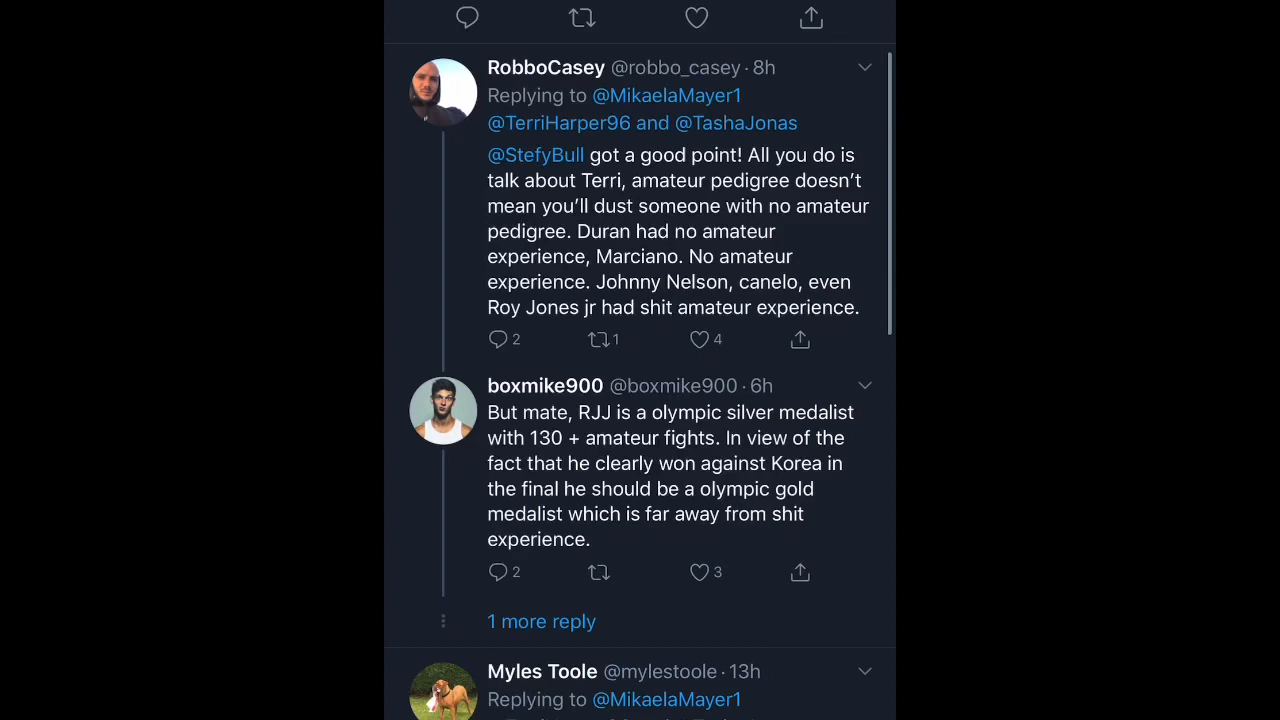 RobboCasey @robbo_casey · 8h
Replying to @MikaelaMayer1
@TerriHarper96 and @TashaJonas
@StefyBull got a good point! All you do is
talk about Terri, amateur pedigree doesn’t
mean you’ll dust someone with no amateur
pedigree. Duran had no amateur
experience, Marciano. No amateur
experience. Johnny Nelson, canelo, even
Roy Jones jr had shit amateur experience.
2 1 4
boxmike900 @boxmike900 · 6h
But mate, RJJ is a olympic silver medalist
with 130 + amateur fights. In view of the
fact that he clearly won against Korea in
the final he should be a olympic gold
medalist which is far away from shit
experience.
2 3
1 more reply
Myles Toole @mylestoole · 13h
Replying to @MikaelaMayer1